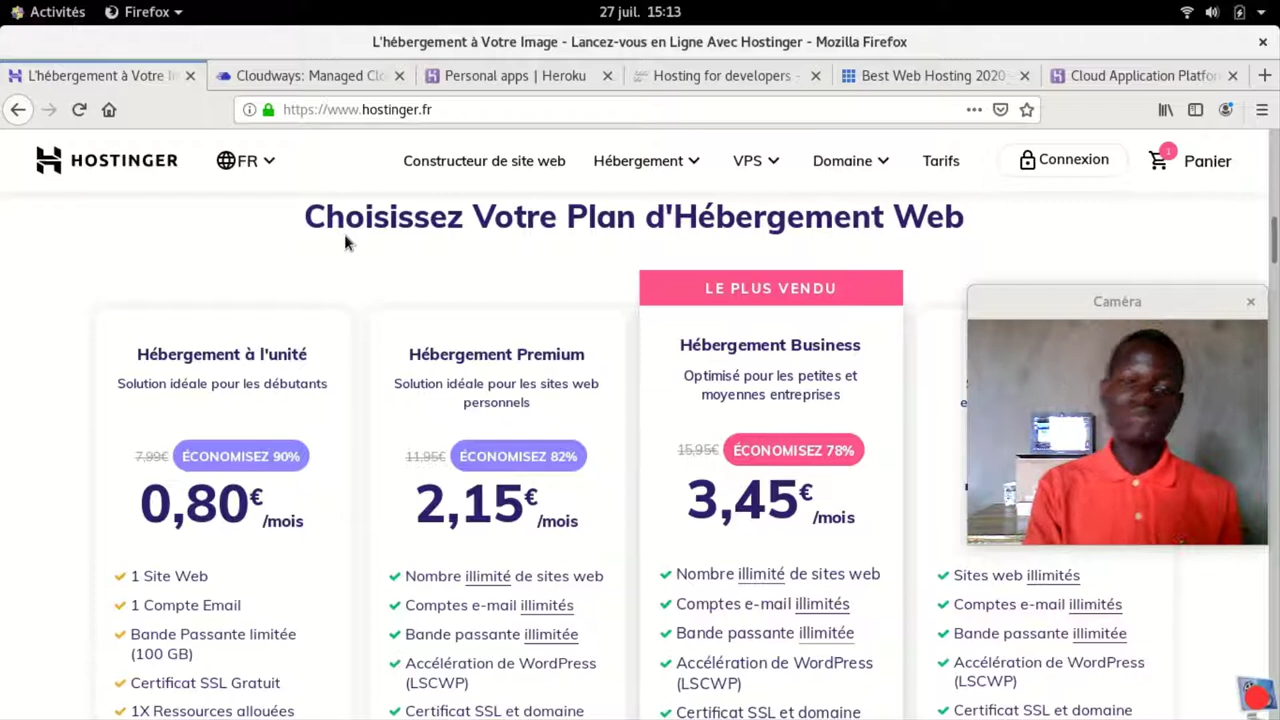 Activités
Firefox
27 juil. 15:13
L'hébergement à Votre Image - Lancez-vous en Ligne Avec Hostinger - Mozilla Firefox
L'hébergement à Votre I
Cloudways: Managed Clo
Personal apps | Heroku
Hosting for developers -
Best Web Hosting 2020
Cloud Application Platfor
https://www.hostinger.fr
HOSTINGER
FR
Constructeur de site web
Hébergement
VPS
Domaine
Tarifs
Connexion
1
Panier
Choisissez Votre Plan d'Hébergement Web
Hébergement à l'unité
Solution idéale pour les débutants
7,99€ ÉCONOMISEZ 90%
0,80€/mois
1 Site Web
1 Compte Email
Bande Passante limitée
(100 GB)
Certificat SSL Gratuit
1X Ressources allouées
Hébergement Premium
Solution idéale pour les sites web
personnels
11,95€ ÉCONOMISEZ 82%
2,15€/mois
Nombre illimité de sites web
Comptes e-mail illimités
Bande passante illimitée
Accélération de WordPress
(LSCWP)
Certificat SSL et domaine
LE PLUS VENDU
Hébergement Business
Optimisé pour les petites et
moyennes entreprises
15,95€ ÉCONOMISEZ 78%
3,45€/mois
Nombre illimité de sites web
Comptes e-mail illimités
Bande passante illimitée
Accélération de WordPress
(LSCWP)
Certificat SSL et domaine
Caméra
Sites web illimités
Comptes e-mail illimités
Bande passante illimitée
Accélération de WordPress
(LSCWP)
Certificat SSL et domaine